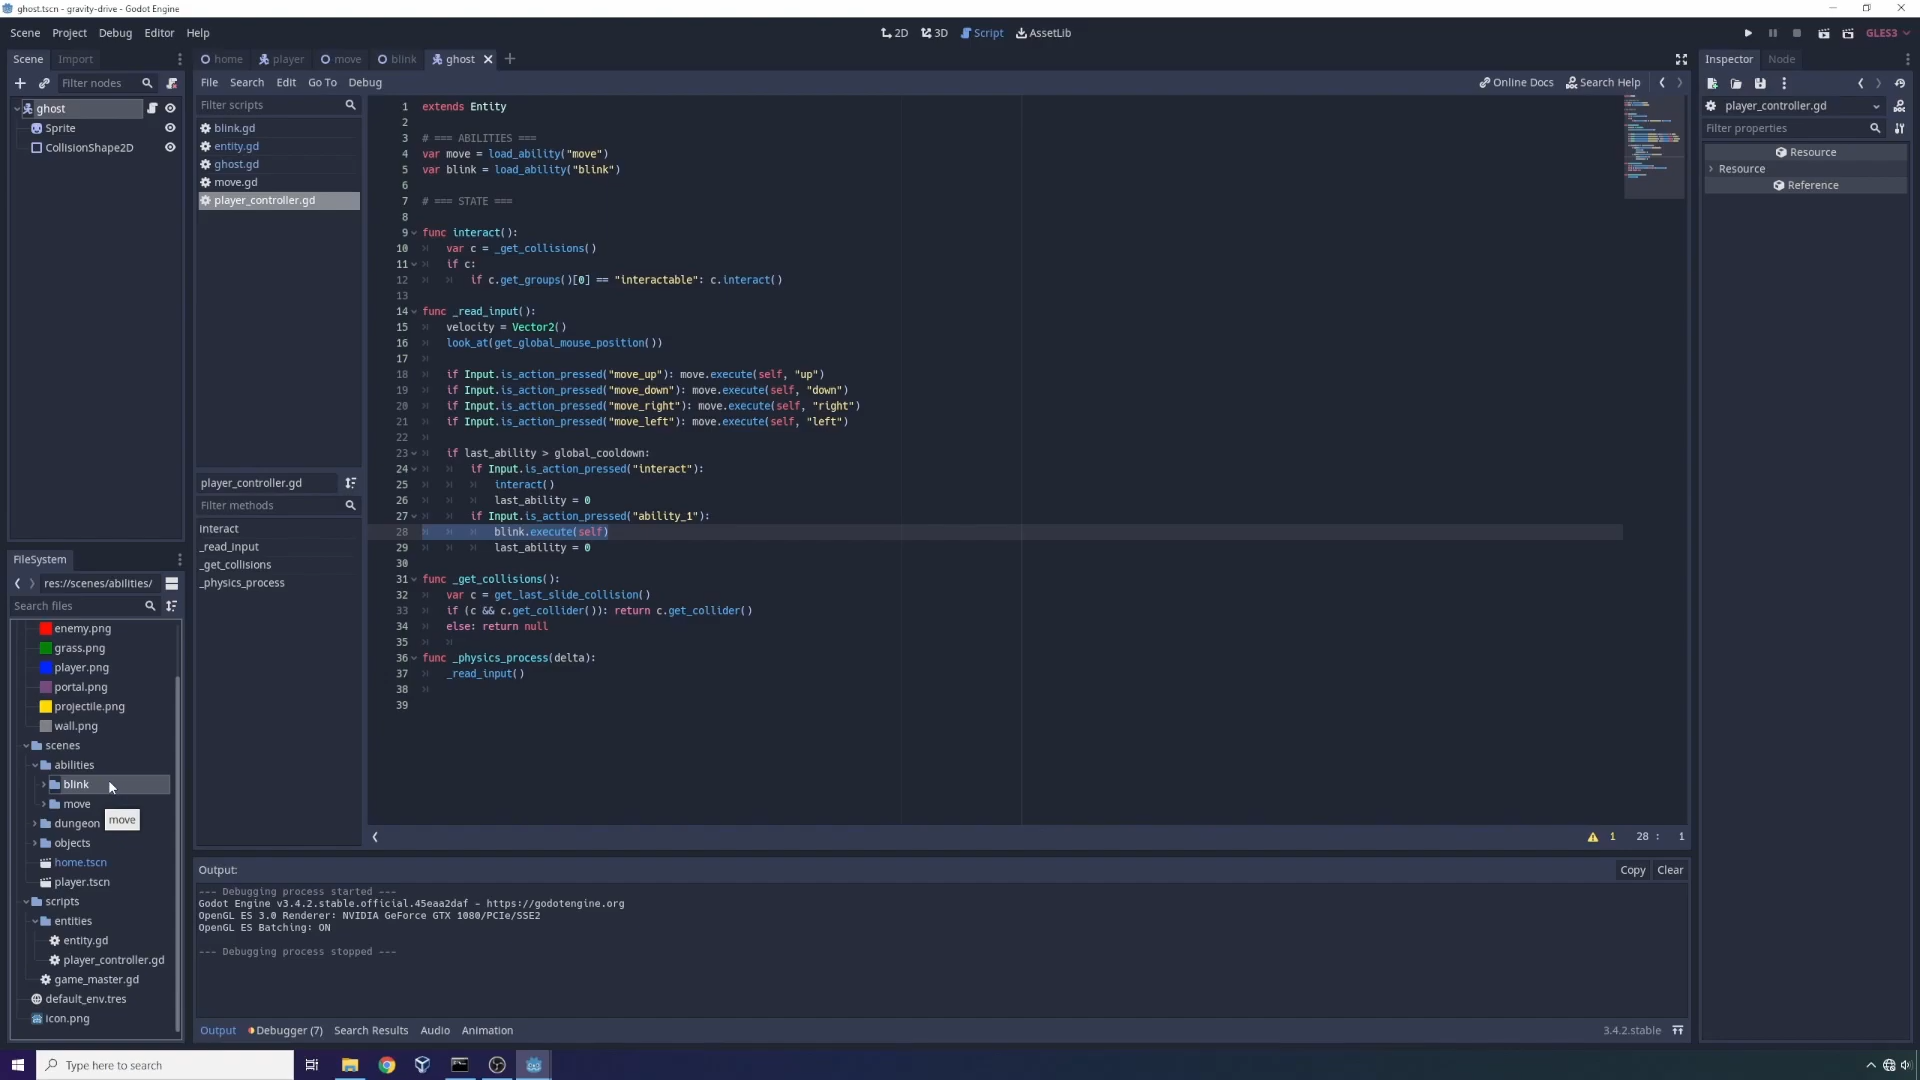 ghost.tscn - gravity-drive - Godot Engine
Scene Project Debug Editor Help
2D 3D Script AssetLib
GLES3
Scene Import
home player move blink ghost
Inspector Node
Filter nodes
File Search Edit Go To Debug
Online Docs Search Help
ghost
Sprite
CollisionShape2D
Filter scripts
blink.gd
entity.gd
ghost.gd
move.gd
player_controller.gd
player_controller.gd
Filter methods
interact
_read_input
_get_collisions
_physics_process
1 extends Entity
2
3 # === ABILITIES ===
4 var move = load_ability("move")
5 var blink = load_ability("blink")
6
7 # === STATE ===
8
9 func interact():
10 var c = _get_collisions()
11 if c:
12 if c.get_groups()[0] == "interactable": c.interact()
13
14 func _read_input():
15 velocity = Vector2()
16 look_at(get_global_mouse_position())
17
18 if Input.is_action_pressed("move_up"): move.execute(self, "up")
19 if Input.is_action_pressed("move_down"): move.execute(self, "down")
20 if Input.is_action_pressed("move_right"): move.execute(self, "right")
21 if Input.is_action_pressed("move_left"): move.execute(self, "left")
22
23 if last_ability > global_cooldown:
24 if Input.is_action_pressed("interact"):
25 interact()
26 last_ability = 0
27 if Input.is_action_pressed("ability_1"):
28 blink.execute(self)
29 last_ability = 0
30
31 func _get_collisions():
32 var c = get_last_slide_collision()
33 if (c && c.get_collider()): return c.get_collider()
34 else: return null
35
36 func _physics_process(delta):
37 _read_input()
38
39
1 28 : 1
player_controller.gd
Filter properties
Resource
Resource
Reference
FileSystem
res://scenes/abilities/
Search files
enemy.png
grass.png
player.png
portal.png
projectile.png
wall.png
scenes
abilities
blink
move
move
dungeon
objects
home.tscn
player.tscn
scripts
entities
entity.gd
player_controller.gd
game_master.gd
default_env.tres
icon.png
Output:
Copy Clear
--- Debugging process started ---
Godot Engine v3.4.2.stable.official.45eaa2daf - https://godotengine.org
OpenGL ES 3.0 Renderer: NVIDIA GeForce GTX 1080/PCIe/SSE2
OpenGL ES Batching: ON
--- Debugging process stopped ---
Output Debugger (7) Search Results Audio Animation
3.4.2.stable
Type here to search